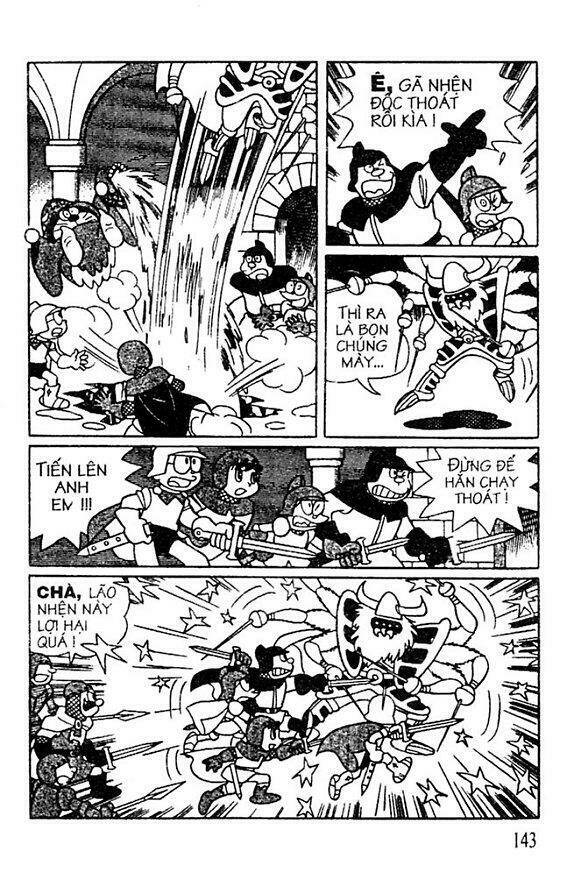 Ê, GÃ NHỆN
ĐỘC THOÁT
RỒI KÌA !
THÌ RA
LÀ BỌN
CHÚNG
MÀY...
TIẾN LÊN
ANH
EM !!!
ĐỪNG ĐỂ
HẮN CHẠY
THOÁT !
CHÀ, LÃO
NHỆN NÀY
LỢI HẠI
QUÁ !
143